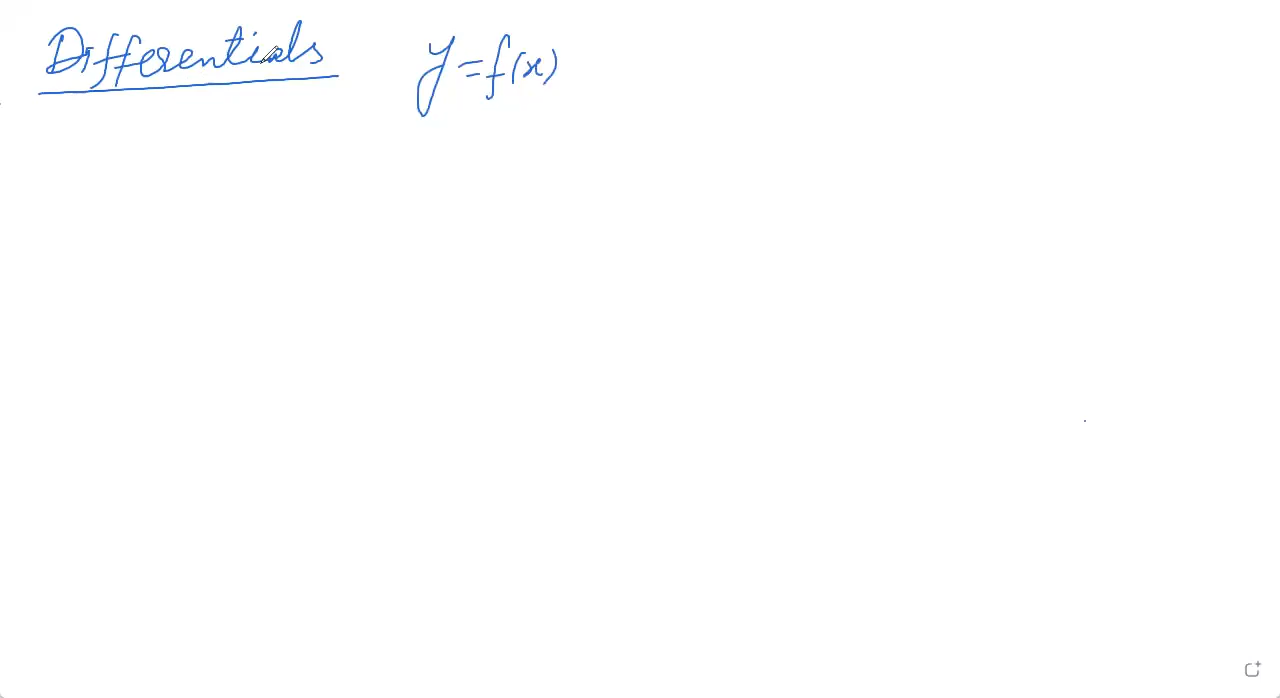 Differentials y = f(x)